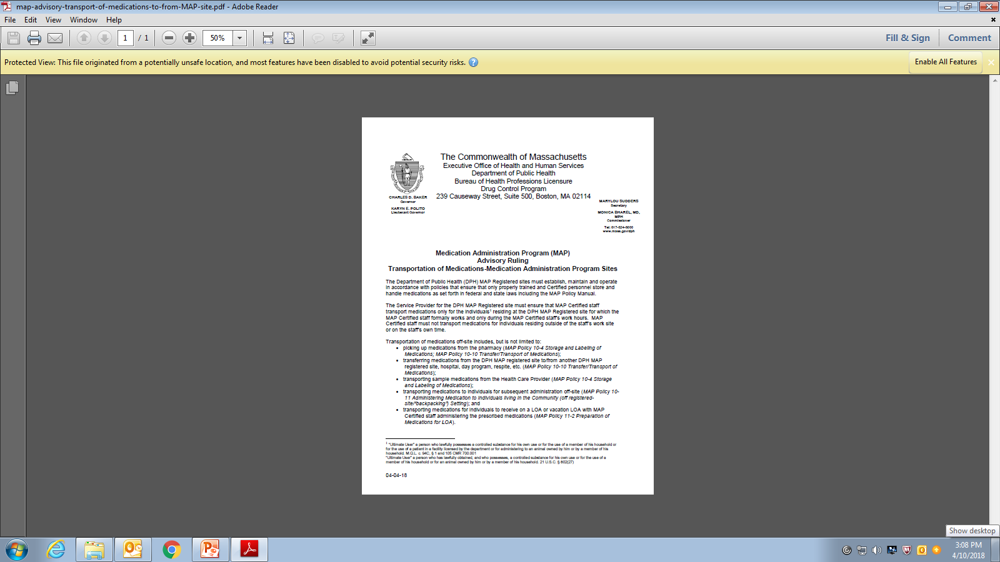 map-advisory-transport-of-medications-to-from-MAP-site.pdf - Adobe Reader
File Edit View Window Help
1 / 1 50% Fill & Sign Comment
Protected View: This file originated from a potentially unsafe location, and most features have been disabled to avoid potential security risks. Enable All Features
The Commonwealth of Massachusetts
Executive Office of Health and Human Services
Department of Public Health
Bureau of Health Professions Licensure
Drug Control Program
239 Causeway Street, Suite 500, Boston, MA 02114
CHARLES D. BAKER
Governor
KARYN E. POLITO
Lieutenant Governor
MARYLOU SUDDERS
Secretary
MONICA BHAREL, MD,
MPH
Commissioner
Tel: 617-624-6000
www.mass.gov/dph
Medication Administration Program (MAP)
Advisory Ruling
Transportation of Medications-Medication Administration Program Sites
The Department of Public Health (DPH) MAP Registered sites must establish, maintain and operate
in accordance with policies that ensure that only properly trained and Certified personnel store and
handle medications as set forth in federal and state laws including the MAP Policy Manual.
The Service Provider for the DPH MAP Registered site must ensure that MAP Certified staff
transport medications only for the individuals¹ residing at the DPH MAP Registered site for which the
MAP Certified staff formally works and only during the MAP Certified staff's work hours. MAP
Certified staff must not transport medications for individuals residing outside of the staff's work site
or on the staff's own time.
Transportation of medications off-site includes, but is not limited to:
• picking up medications from the pharmacy (MAP Policy 10-4 Storage and Labeling of
Medications; MAP Policy 10-10 Transfer/Transport of Medications);
• transferring medications from the DPH MAP registered site to/from another DPH MAP
registered site, hospital, day program, respite, etc. (MAP Policy 10-10 Transfer/Transport of
Medications);
• transporting sample medications from the Health Care Provider (MAP Policy 10-4 Storage
and Labeling of Medications);
• transporting medications to individuals for subsequent administration off-site (MAP Policy 10-
11 Administering Medication to Individuals living in the Community (off registered-
site/"backpacking") Setting); and
• transporting medications for individuals to receive on a LOA or vacation LOA with MAP
Certified staff administering the prescribed medications (MAP Policy 11-2 Preparation of
Medications for LOA).
¹ "Ultimate User" a person who lawfully possesses a controlled substance for his own use or for the use of a member of his household or
for the use of a patient in a facility licensed by the department or for administering to an animal owned by him or by a member of his
household. M.G.L. c. 94C, § 1 and 105 CMR 700.001
"Ultimate User" a person who has lawfully obtained, and who possesses, a controlled substance for his own use or for the use of a
member of his household or for an animal owned by him or by a member of his household. 21 U.S.C. § 802(27)
04-04-18
Show desktop
3:08 PM
4/10/2018